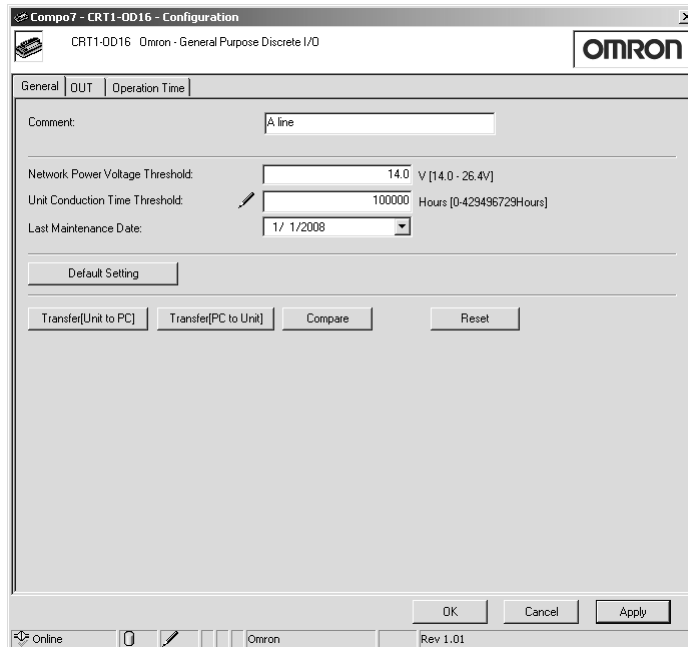 Compo7 - CRT1-OD16 - Configuration
CRT1-OD16 Omron - General Purpose Discrete I/O
OMRON
General OUT Operation Time
Comment: A line
Network Power Voltage Threshold: 14.0 V [14.0 - 26.4V]
Unit Conduction Time Threshold: 100000 Hours [0-429496729Hours]
Last Maintenance Date: 1/ 1/2008
Default Setting
Transfer[Unit to PC] Transfer[PC to Unit] Compare Reset
OK Cancel Apply
Online Omron Rev 1.01